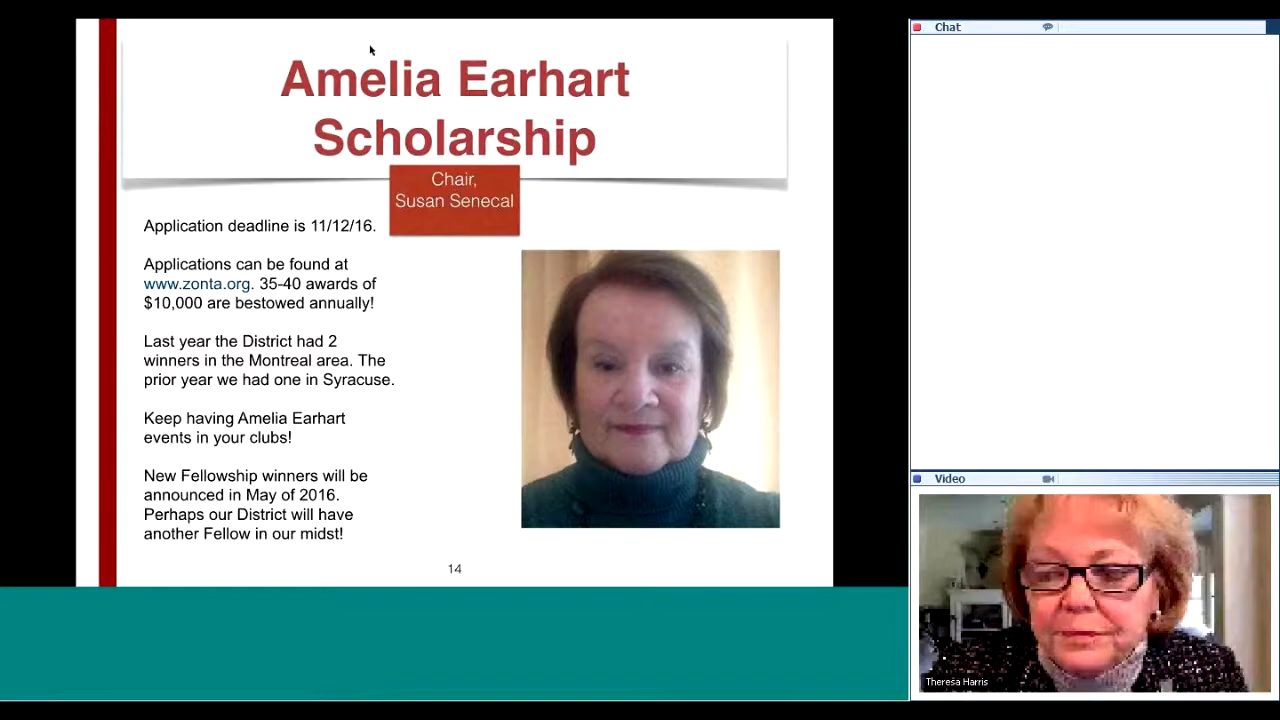 Amelia Earhart
Scholarship
Chair,
Susan Senecal
Application deadline is 11/12/16.
Applications can be found at
www.zonta.org. 35-40 awards of
$10,000 are bestowed annually!
Last year the District had 2
winners in the Montreal area. The
prior year we had one in Syracuse.
Keep having Amelia Earhart
events in your clubs!
New Fellowship winners will be
announced in May of 2016.
Perhaps our District will have
another Fellow in our midst!
14
Chat
Video
Theresa Harris